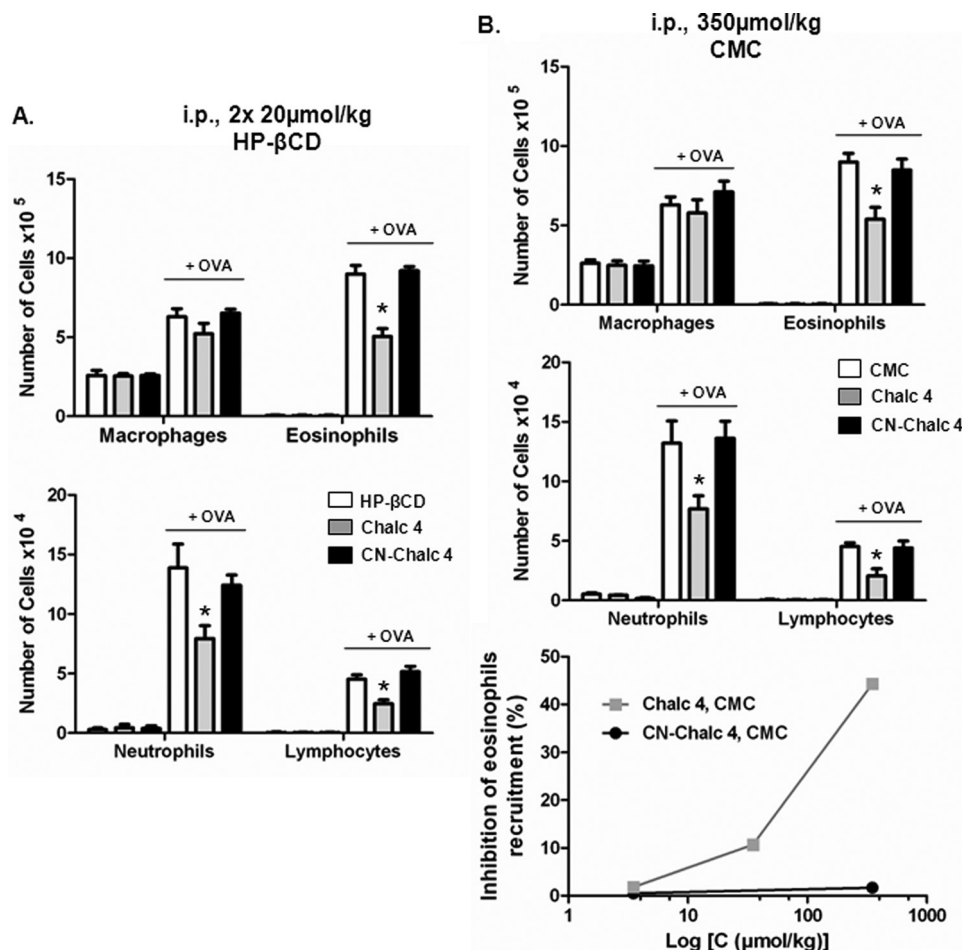 A.
i.p., 2x 20µmol/kg
HP-βCD
Number of Cells x10 5
15
10
5
0
+ OVA
+ OVA
Macrophages
Eosinophils
Number of Cells x10 4
20
15
10
5
0
+ OVA
*
+ OVA
*
*
HP-βCD
Chalc 4
CN-Chalc 4
Neutrophils
Lymphocytes
B.
i.p., 350µmol/kg
CMC
Number of Cells x10 5
15
10
5
0
+ OVA
+ OVA
*
Macrophages
Eosinophils
Number of Cells x10 4
20
15
10
5
0
+ OVA
*
+ OVA
*
CMC
Chalc 4
CN-Chalc 4
Neutrophils
Lymphocytes
Inhibition of eosinophils
recruitment (%)
50
40
30
20
10
0
Chalc 4, CMC
CN-Chalc 4, CMC
1
10
100
1000
Log [C (µmol/kg)]